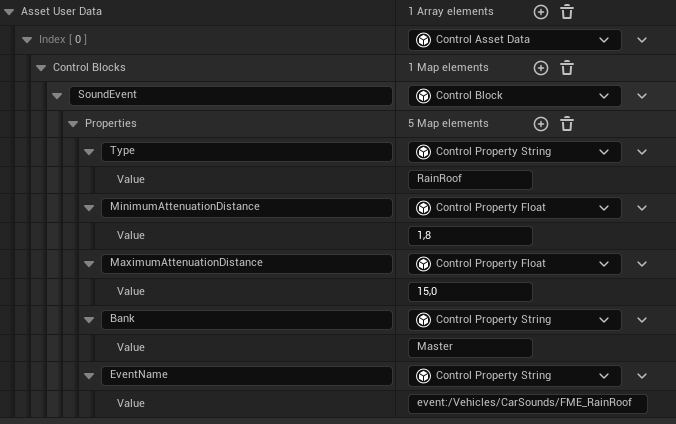 Asset User Data 1 Array elements
Index [ 0 ] Control Asset Data
Control Blocks 1 Map elements
SoundEvent Control Block
Properties 5 Map elements
Type Control Property String
Value RainRoof
MinimumAttenuationDistance Control Property Float
Value 1,8
MaximumAttenuationDistance Control Property Float
Value 15,0
Bank Control Property String
Value Master
EventName Control Property String
Value event:/Vehicles/CarSounds/FME_RainRoof